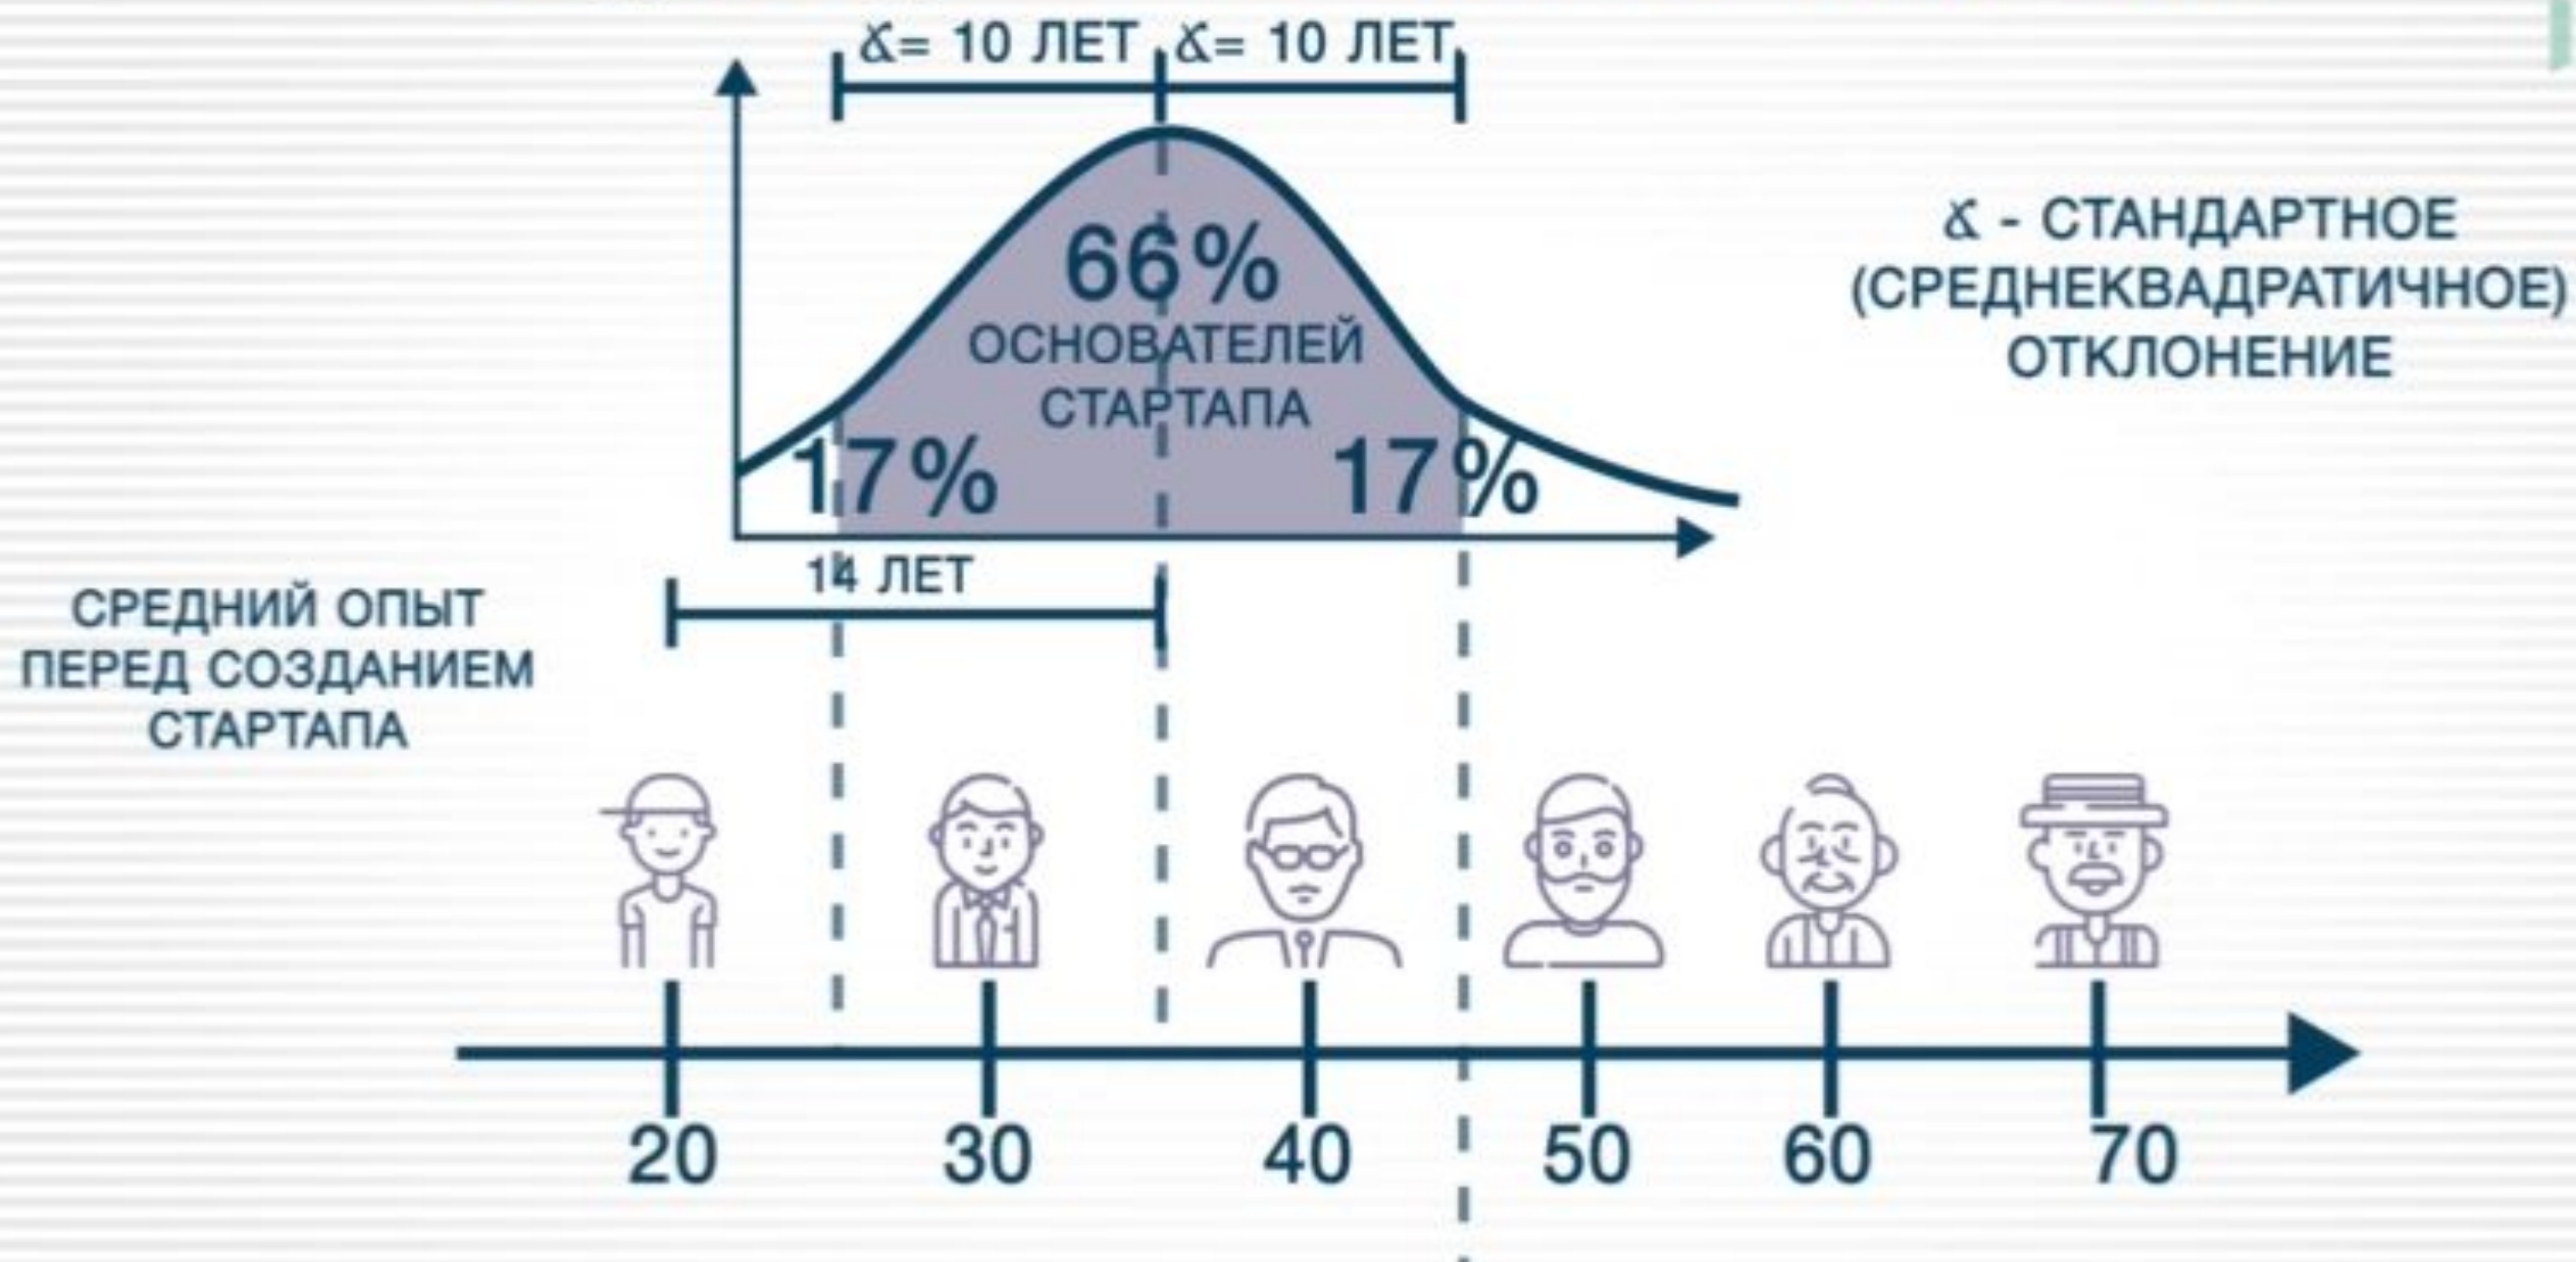 ծ= 10 ЛЕТ ծ= 10 ЛЕТ
66%
ОСНОВАТЕЛЕЙ
СТАРТАПА
17% 17%
ծ - СТАНДАРТНОЕ
(СРЕДНЕКВАДРАТИЧНОЕ)
ОТКЛОНЕНИЕ
14 ЛЕТ
СРЕДНИЙ ОПЫТ
ПЕРЕД СОЗДАНИЕМ
СТАРТАПА
20 30 40 50 60 70